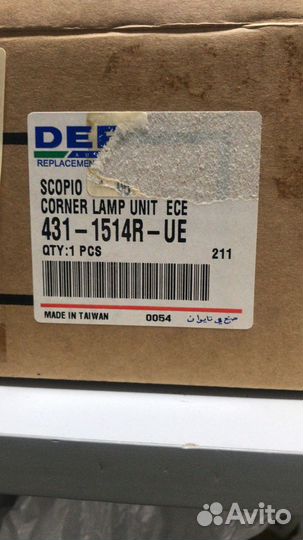 DEP
REPLACEMEN
SCOPIO
CORNER LAMP UNIT ECE
431-1514R-UE
QTY:1 PCS 211
MADE IN TAIWAN 0054 صنع في تايوان
Avito